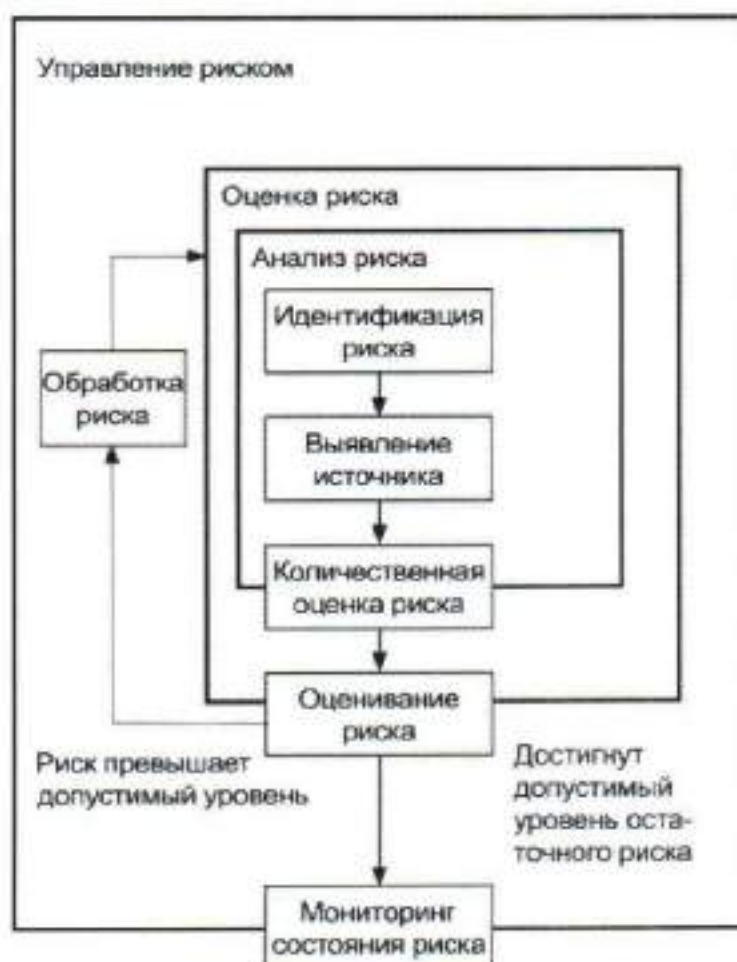 Управление риском
Оценка риска
Анализ риска
Идентификация
риска
Обработка
риска
Выявление
источника
Количественная
оценка риска
Оценивание
риска
Риск превышает
допустимый уровень
Достигнут
допустимый
уровень оста-
точного риска
Мониторинг
состояния риска